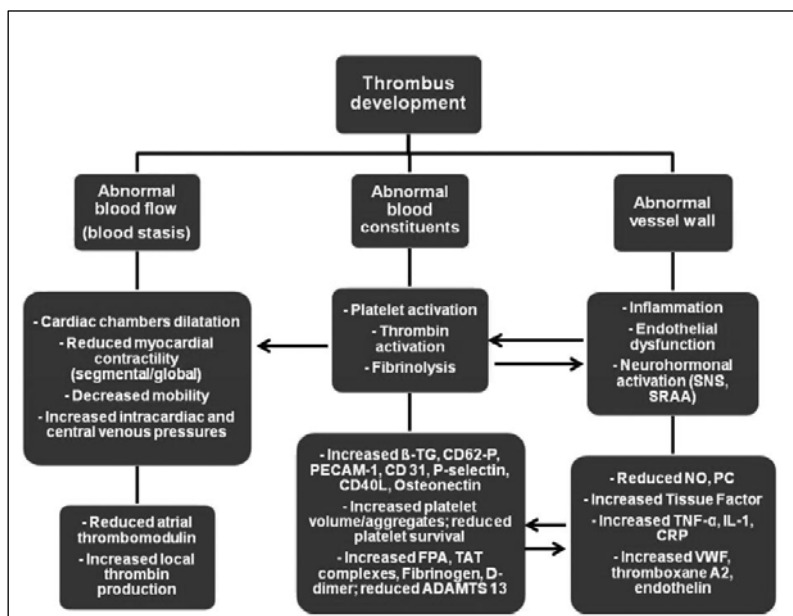 Thrombus
development
Abnormal
blood flow
(blood stasis)
Abnormal
blood
constituents
Abnormal
vessel wall
- Cardiac chambers dilatation
- Reduced myocardial
contractility
(segmental/global)
- Decreased mobility
- Increased intracardiac and
central venous pressures
- Platelet activation
- Thrombin
activation
- Fibrinolysis
- Inflammation
- Endothelial
dysfunction
- Neurohormonal
activation (SNS,
SRAA)
- Reduced atrial
thrombomodulin
- Increased local
thrombin
production
- Increased ß-TG, CD62-P,
PECAM-1, CD 31, P-selectin,
CD40L, Osteonectin
- Increased platelet
volume/aggregates; reduced
platelet survival
- Increased FPA, TAT
complexes, Fibrinogen, D-
dimer; reduced ADAMTS 13
- Reduced NO, PC
- Increased Tissue Factor
- Increased TNF-α, IL-1,
CRP
- Increased VWF,
thromboxane A2,
endothelin